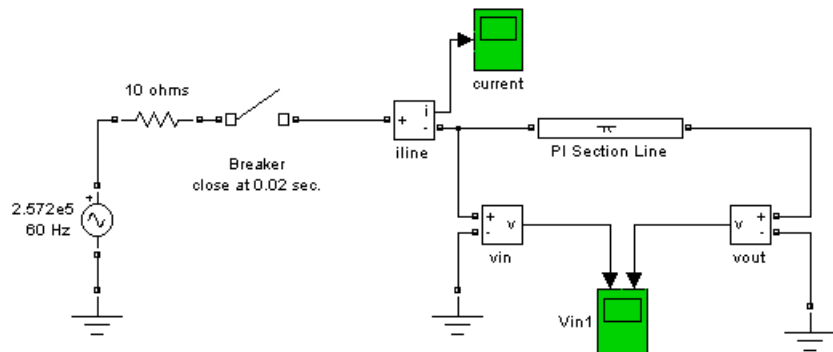 current
10 ohms
i
+
-
iline
Breaker
close at 0.02 sec.
PI Section Line
+
2.572e5
60 Hz
+
-
v
vin
v
+
-
vout
Vin1